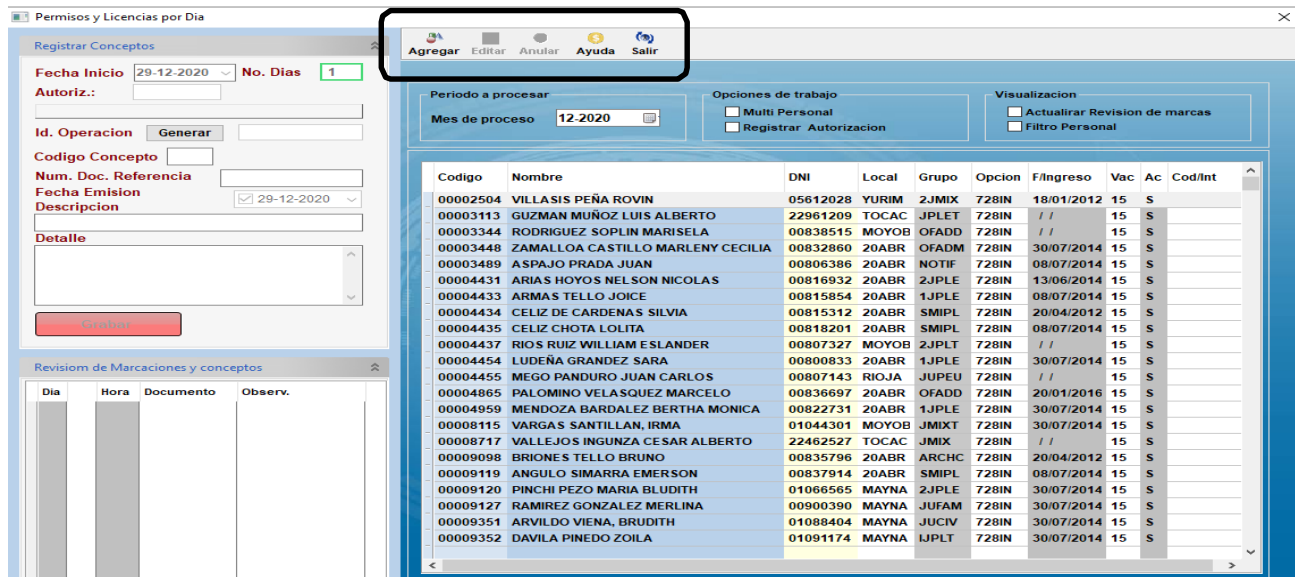 Permisos y Licencias por Dia
Registrar Conceptos
Fecha Inicio 29-12-2020 No. Dias 1
Autoriz.:
Id. Operacion Generar
Codigo Concepto
Num. Doc. Referencia
Fecha Emision 29-12-2020
Descripcion
Detalle
Grabar
Revisiom de Marcaciones y conceptos
Dia Hora Documento Observ.
Agregar Editar Anular Ayuda Salir
Periodo a procesar
Mes de proceso 12-2020
Opciones de trabajo
Multi Personal
Registrar Autorizacion
Visualizacion
Actualirar Revision de marcas
Filtro Personal
Codigo Nombre DNI Local Grupo Opcion F/Ingreso Vac Ac Cod/Int
00002504 VILLASIS PEÑA ROVIN 05612028 YURIM 2JMIX 728IN 18/01/2012 15 S
00003113 GUZMAN MUÑOZ LUIS ALBERTO 22961209 TOCAC JPLET 728IN / / 15 S
00003344 RODRIGUEZ SOPLIN MARISELA 00838515 MOYOB OFADD 728IN / / 15 S
00003448 ZAMALLOA CASTILLO MARLENY CECILIA 00832860 20ABR OFADM 728IN 30/07/2014 15 S
00003489 ASPAJO PRADA JUAN 00806386 20ABR NOTIF 728IN 08/07/2014 15 S
00004431 ARIAS HOYOS NELSON NICOLAS 00816932 20ABR 2JPLE 728IN 13/06/2014 15 S
00004433 ARMAS TELLO JOICE 00815854 20ABR 1JPLE 728IN 08/07/2014 15 S
00004434 CELIZ DE CARDENAS SILVIA 00815312 20ABR SMIPL 728IN 20/04/2012 15 S
00004435 CELIZ CHOTA LOLITA 00818201 20ABR SMIPL 728IN 08/07/2014 15 S
00004437 RIOS RUIZ WILLIAM ESLANDER 00807327 MOYOB 2JPLT 728IN / / 15 S
00004454 LUDEÑA GRANDEZ SARA 00800833 20ABR 1JPLE 728IN 30/07/2014 15 S
00004455 MEGO PANDURO JUAN CARLOS 00807143 RIOJA JUPEU 728IN / / 15 S
00004865 PALOMINO VELASQUEZ MARCELO 00836697 20ABR OFADD 728IN 20/01/2016 15 S
00004959 MENDOZA BARDALEZ BERTHA MONICA 00822731 20ABR 1JPLE 728IN 30/07/2014 15 S
00008115 VARGAS SANTILLAN, IRMA 01044301 MOYOB JMIXT 728IN 30/07/2014 15 S
00008717 VALLEJOS INGUNZA CESAR ALBERTO 22462527 TOCAC JMIX 728IN / / 15 S
00009098 BRIONES TELLO BRUNO 00835796 20ABR ARCHC 728IN 20/04/2012 15 S
00009119 ANGULO SIMARRA EMERSON 00837914 20ABR SMIPL 728IN 08/07/2014 15 S
00009120 PINCHI PEZO MARIA BLUDITH 01066565 MAYNA 2JPLE 728IN 30/07/2014 15 S
00009127 RAMIREZ GONZALEZ MERLINA 00900390 MAYNA JUFAM 728IN 30/07/2014 15 S
00009351 ARVILDO VIENA, BRUDITH 01088404 MAYNA JUCIV 728IN 30/07/2014 15 S
00009352 DAVILA PINEDO ZOILA 01091174 MAYNA IJPLT 728IN 30/07/2014 15 S